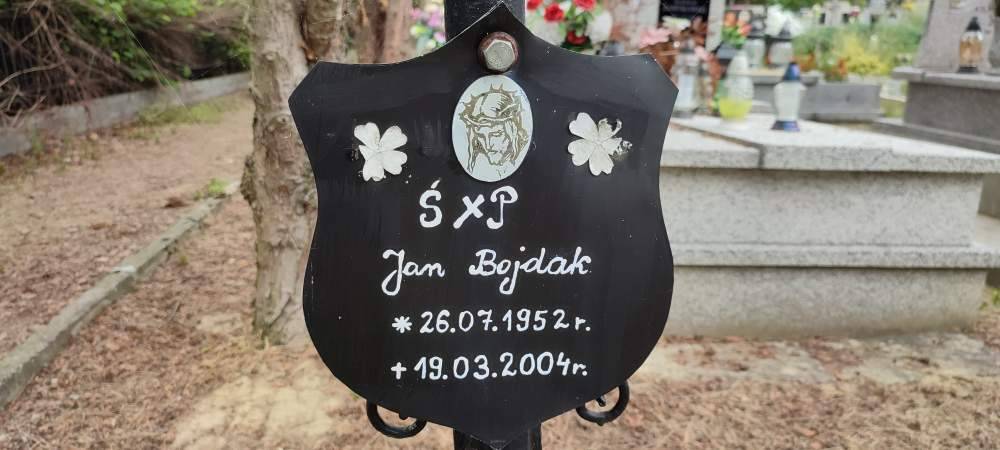 Ś X P
Jan Bojdak
* 26.07.1952 r.
+ 19.03.2004 r.